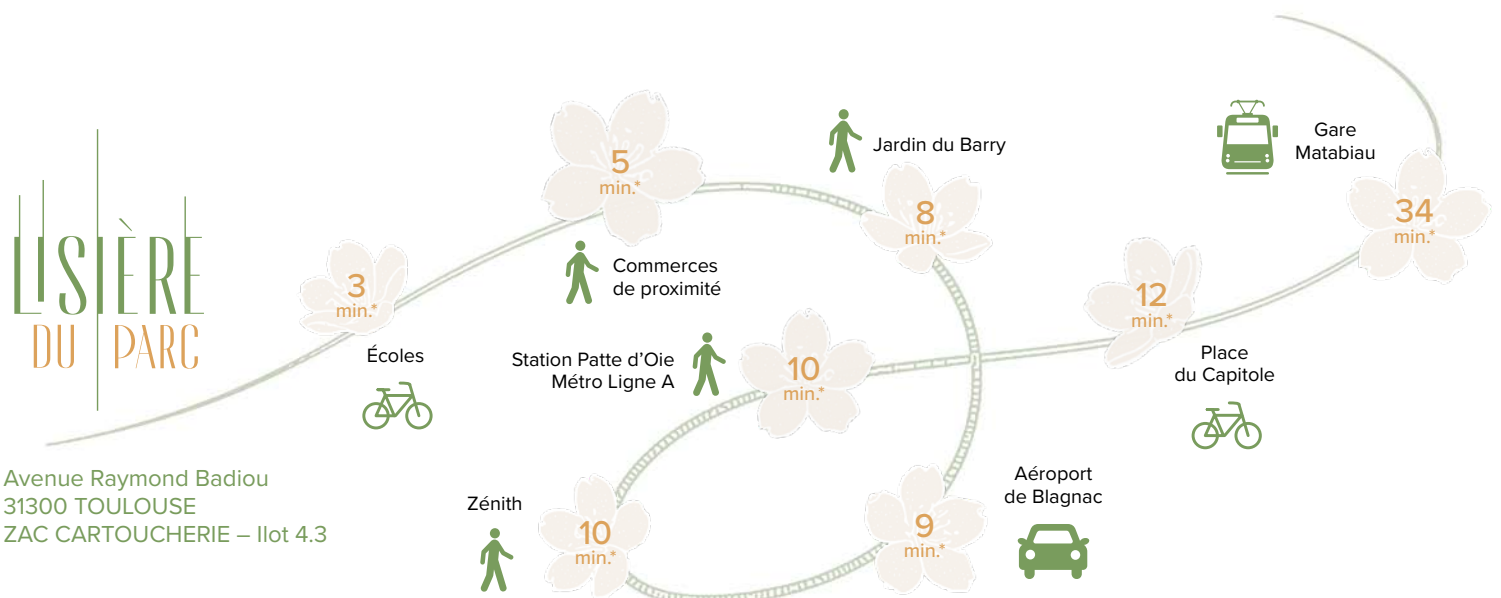 LISIÈRE
DU PARC
Avenue Raymond Badiou
31300 TOULOUSE
ZAC CARTOUCHERIE – Ilot 4.3
3
min.*
Écoles
5
min.*
Commerces
de proximité
Jardin du Barry
8
min.*
Aéroport
de Blagnac
9
min.*
Zénith
10
min.*
Station Patte d’Oie
Métro Ligne A
10
min.*
12
min.*
Place
du Capitole
Gare
Matabiau
34
min.*